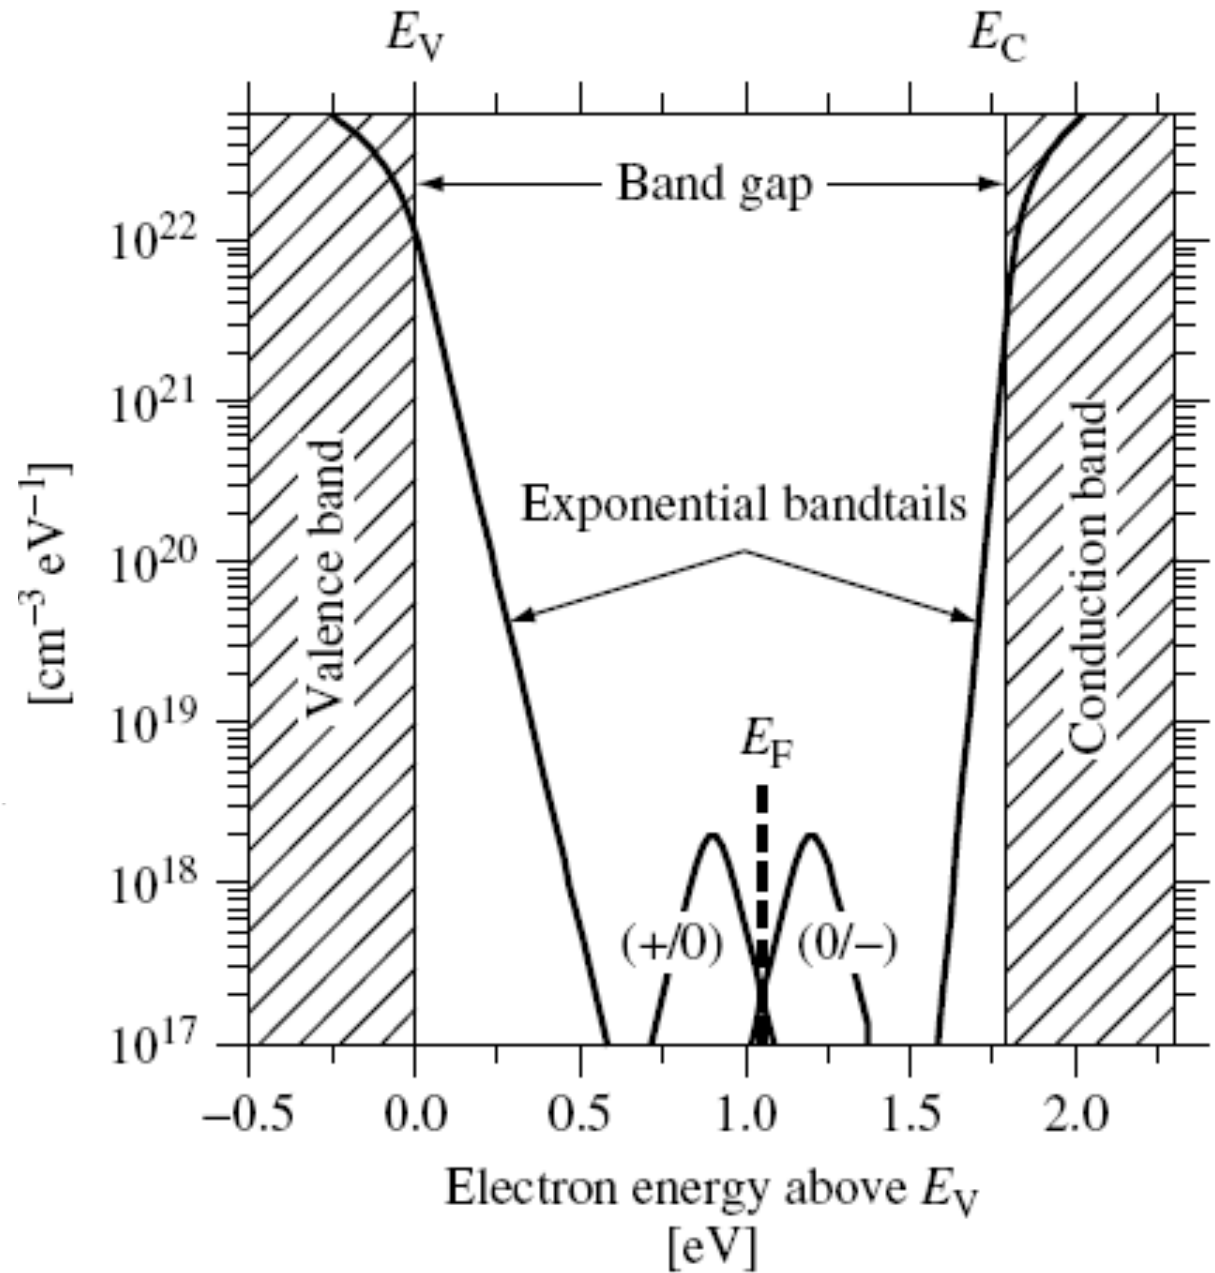 E_V
E_C
Band gap
10^22
10^21
10^20
10^19
10^18
10^17
[cm^−3 eV^−1]
Valence band
Exponential bandtails
Conduction band
E_F
(+/0)
(0/−)
−0.5
0.0
0.5
1.0
1.5
2.0
Electron energy above E_V
[eV]